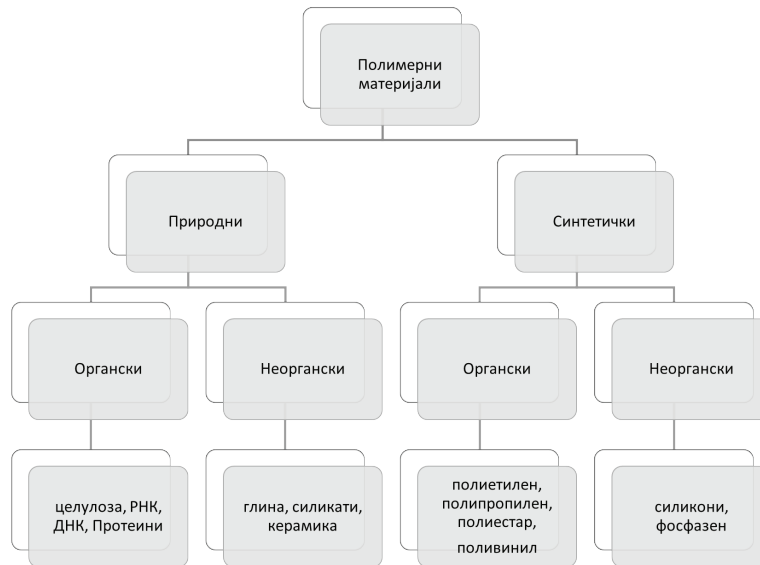 Полимерни
материјали
Природни
Синтетички
Органски
Неоргански
Органски
Неоргански
целулоза, РНК,
ДНК, Протеини
глина, силикати,
керамика
полиетилен,
полипропилен,
полиестар,
поливинил
силикони,
фосфазен